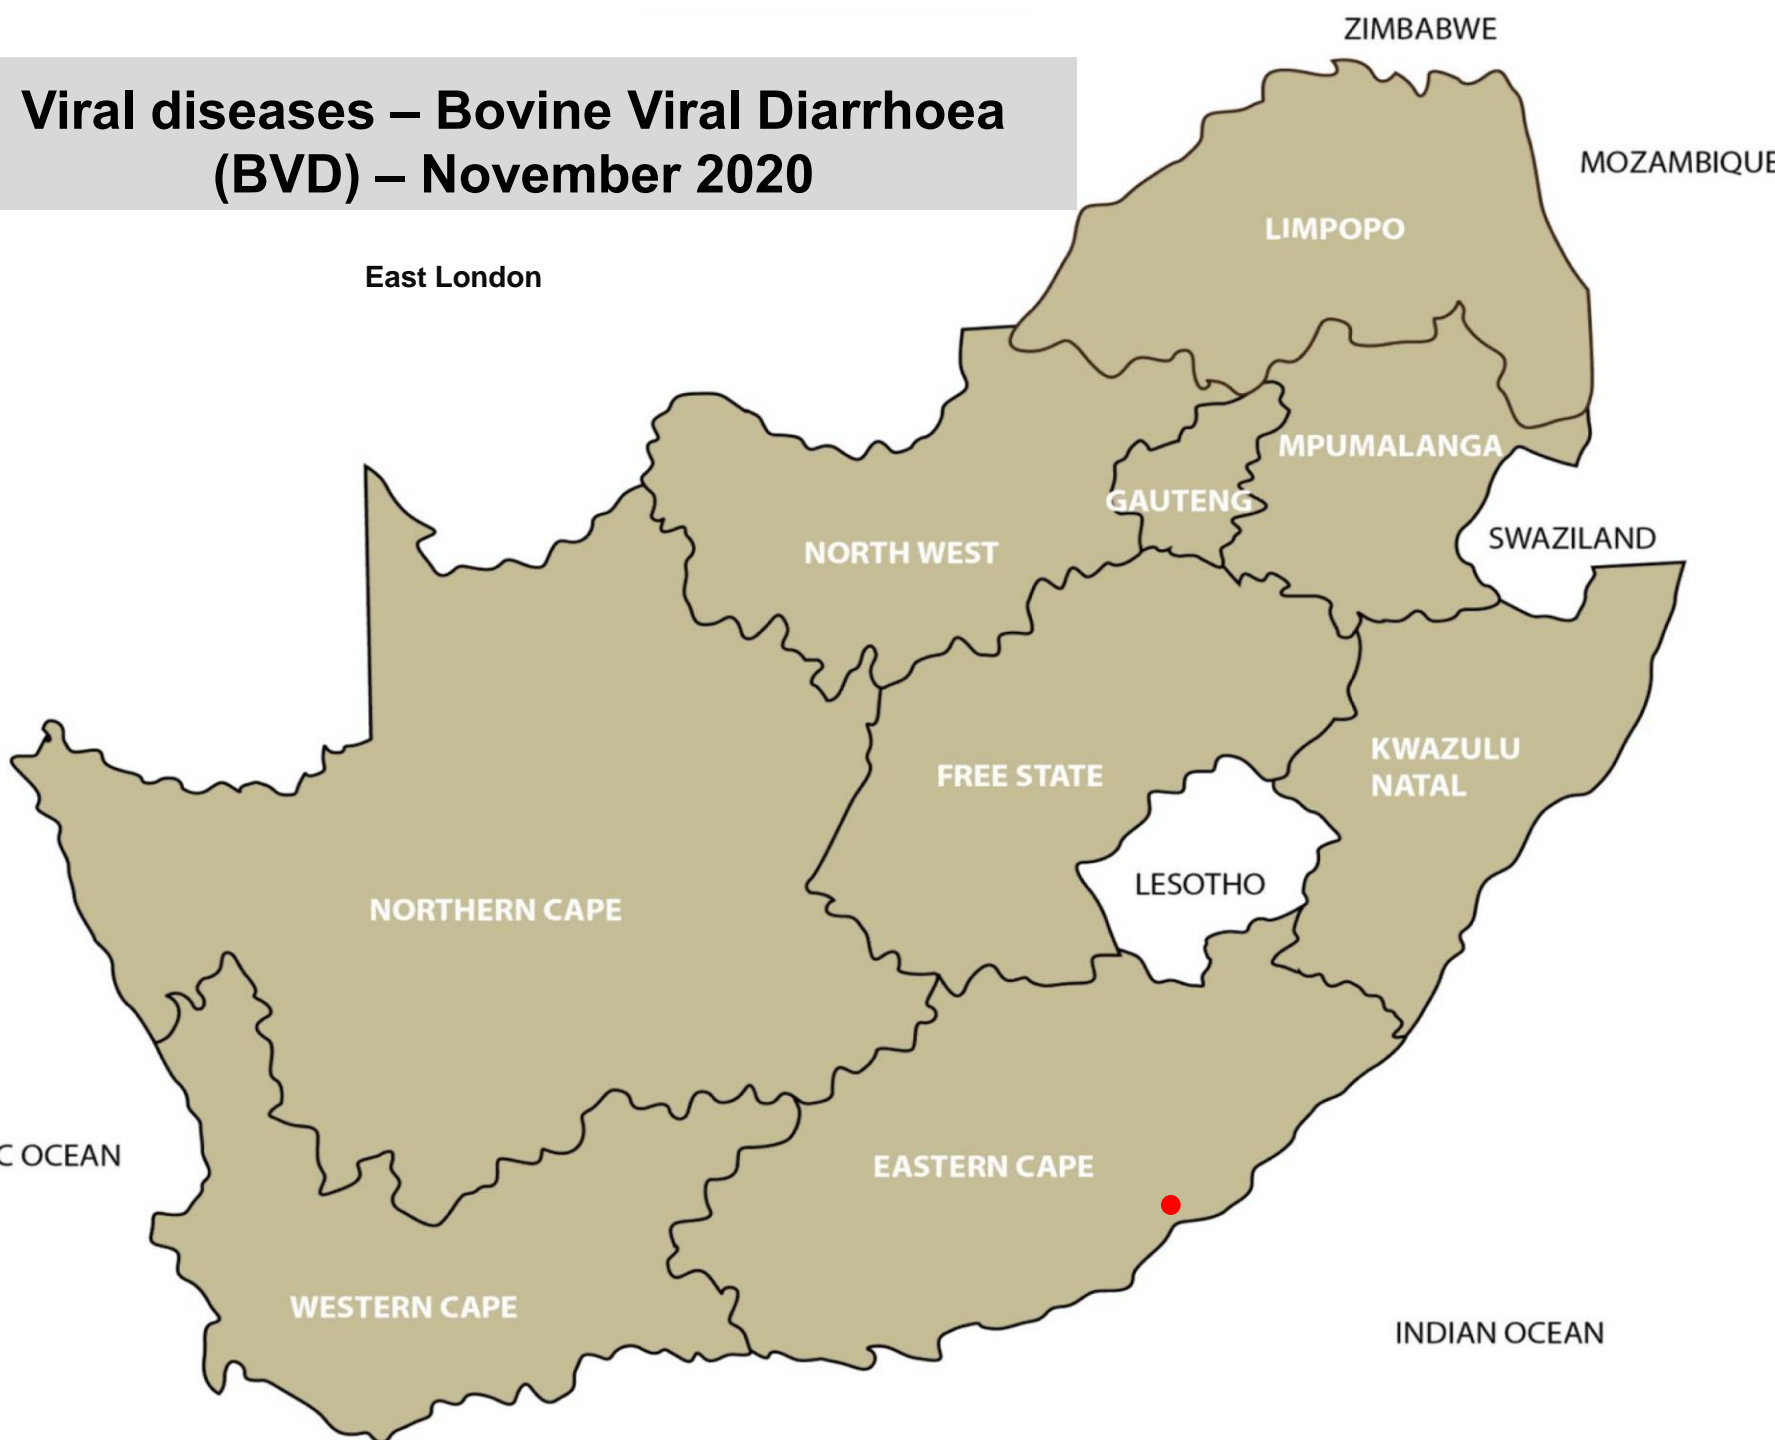 ZIMBABWE
Viral diseases – Bovine Viral Diarrhoea
(BVD) – November 2020
MOZAMBIQUE
LIMPOPO
East London
MPUMALANGA
GAUTENG
SWAZILAND
NORTH WEST
KWAZULU
NATAL
FREE STATE
LESOTHO
NORTHERN CAPE
C OCEAN
EASTERN CAPE
WESTERN CAPE
INDIAN OCEAN